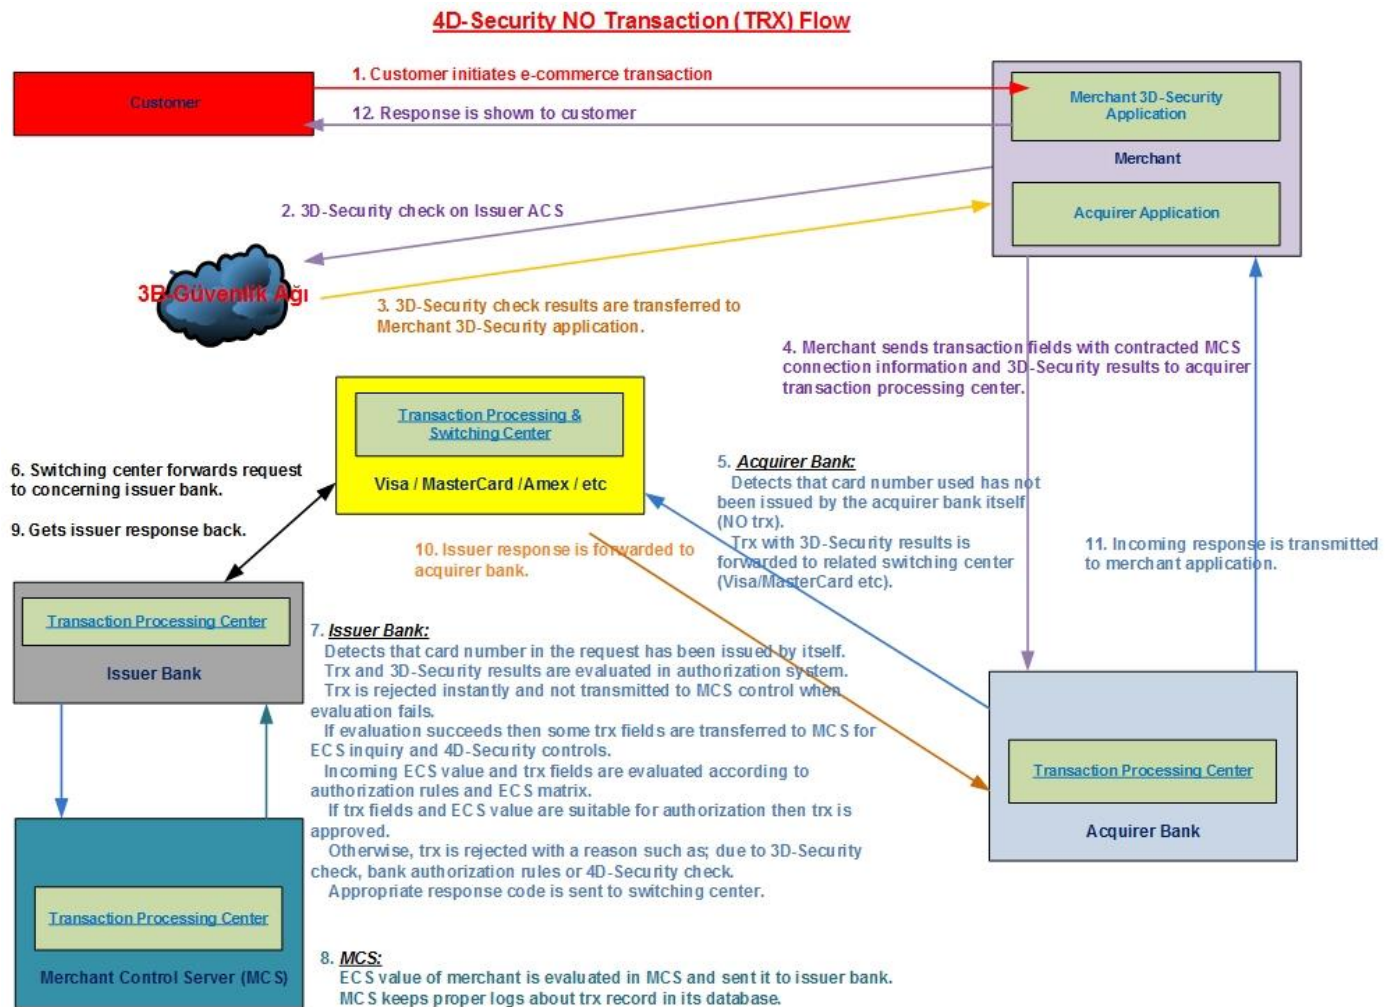 4D-Security NO Transaction (TRX) Flow
1. Customer initiates e-commerce transaction
Customer
12. Response is shown to customer
Merchant 3D-Security
Application
Merchant
Acquirer Application
2. 3D-Security check on Issuer ACS
3B-Güvenlik Ağı
3. 3D-Security check results are transferred to
Merchant 3D-Security application.
4. Merchant sends transaction fields with contracted MCS
connection information and 3D-Security results to acquirer
transaction processing center.
Transaction Processing &
Switching Center
Visa / MasterCard /Amex / etc
6. Switching center forwards request
to concerning issuer bank.
9. Gets issuer response back.
5. Acquirer Bank:
Detects that card number used has not
been issued by the acquirer bank itself
(NO trx).
Trx with 3D-Security results is
forwarded to related switching center
(Visa/MasterCard etc).
10. Issuer response is forwarded to
acquirer bank.
11. Incoming response is transmitted
to merchant application.
Transaction Processing Center
Issuer Bank
7. Issuer Bank:
Detects that card number in the request has been issued by itself.
Trx and 3D-Security results are evaluated in authorization system.
Trx is rejected instantly and not transmitted to MCS control when
evaluation fails.
If evaluation succeeds then some trx fields are transferred to MCS for
ECS inquiry and 4D-Security controls.
Incoming ECS value and trx fields are evaluated according to
authorization rules and ECS matrix.
If trx fields and ECS value are suitable for authorization then trx is
approved.
Otherwise, trx is rejected with a reason such as; due to 3D-Security
check, bank authorization rules or 4D-Security check.
Appropriate response code is sent to switching center.
Transaction Processing Center
Acquirer Bank
Transaction Processing Center
Merchant Control Server (MCS)
8. MCS:
ECS value of merchant is evaluated in MCS and sent it to issuer bank.
MCS keeps proper logs about trx record in its database.